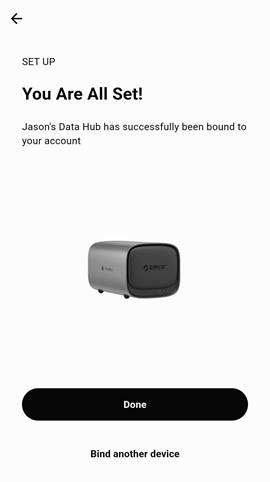 SET UP
You Are All Set!
Jason's Data Hub has successfully been bound to
your account
Done
Bind another device